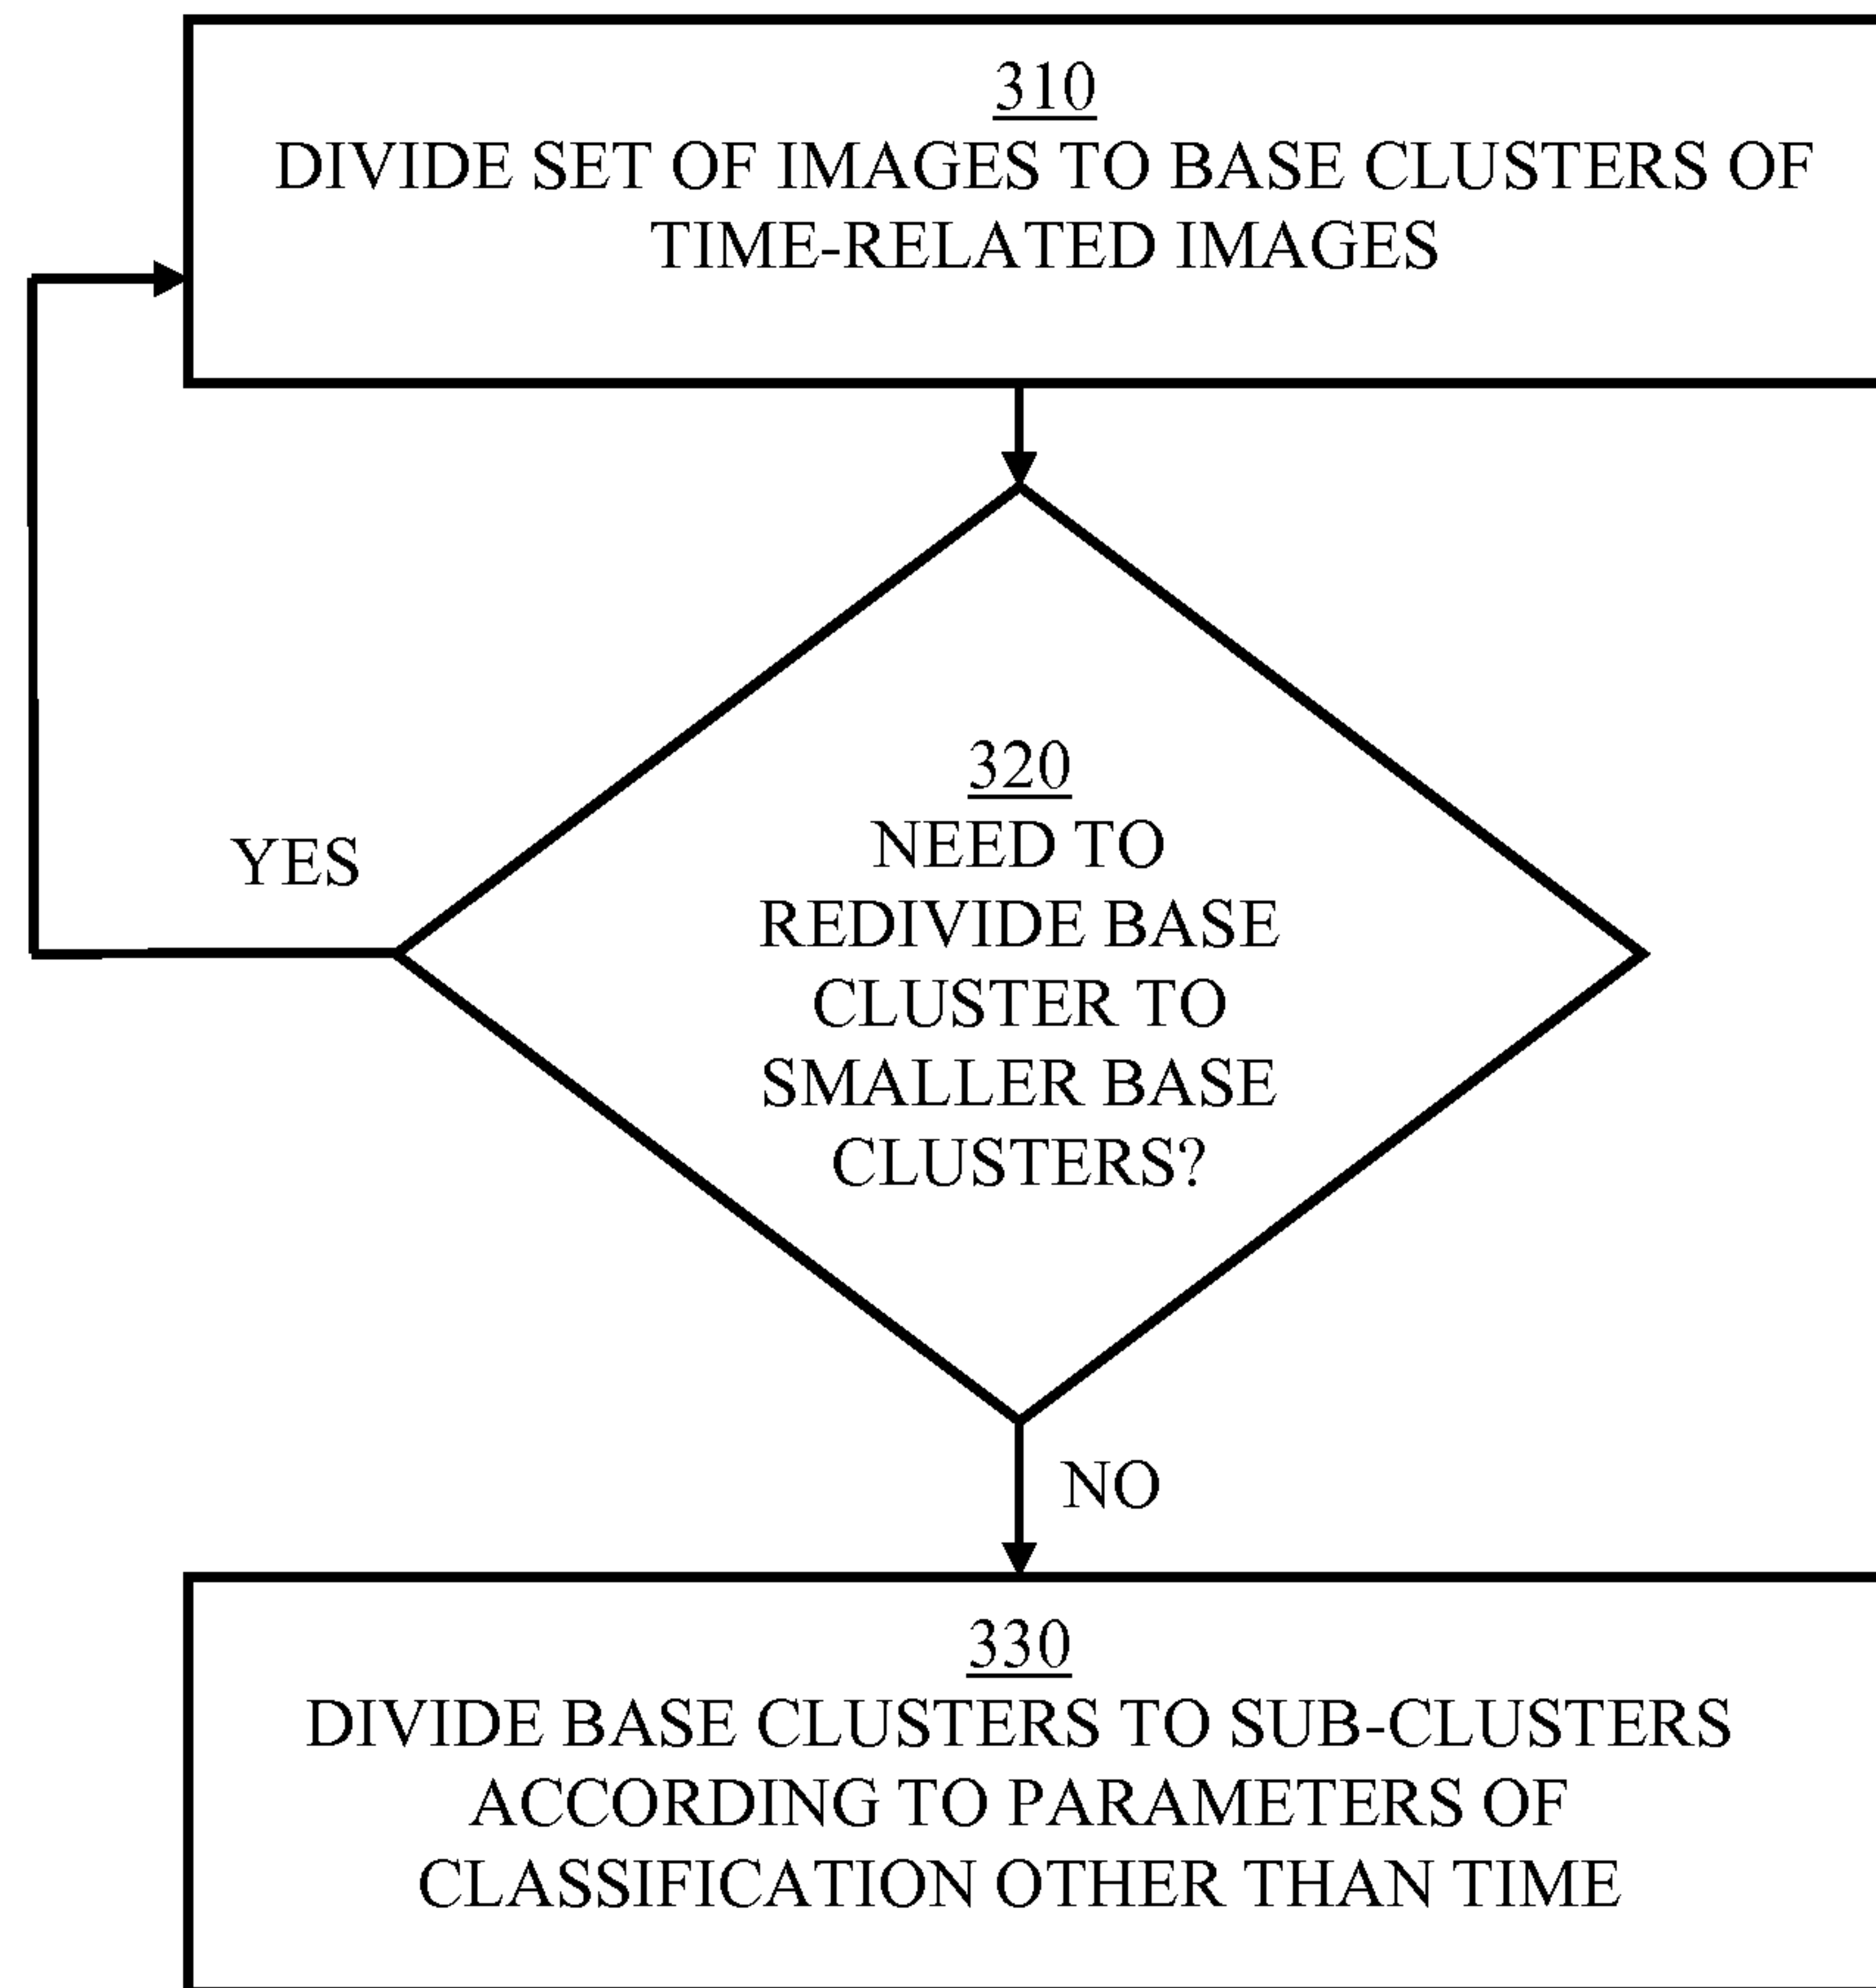 310
DIVIDE SET OF IMAGES TO BASE CLUSTERS OF
TIME-RELATED IMAGES
320
NEED TO
REDIVIDE BASE
CLUSTER TO
SMALLER BASE
CLUSTERS?
YES
NO
330
DIVIDE BASE CLUSTERS TO SUB-CLUSTERS
ACCORDING TO PARAMETERS OF
CLASSIFICATION OTHER THAN TIME